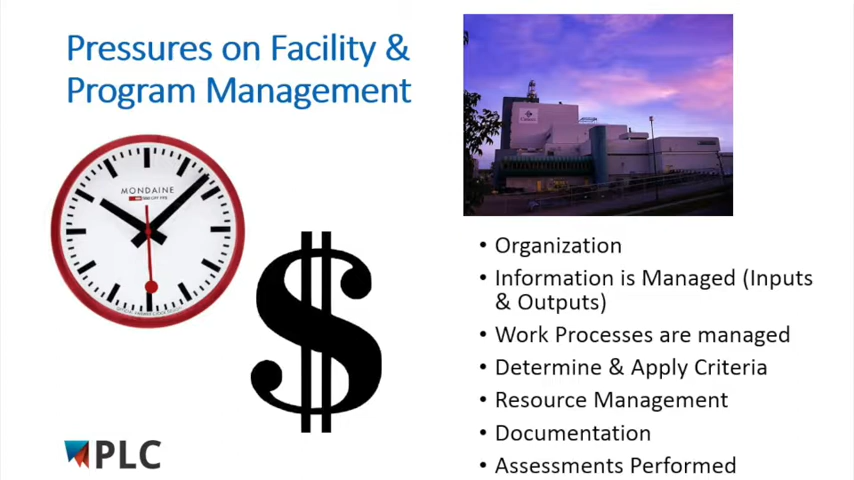 Pressures on Facility &
Program Management
MONDAINE
• Organization
• Information is Managed (Inputs
& Outputs)
• Work Processes are managed
• Determine & Apply Criteria
• Resource Management
• Documentation
• Assessments Performed
PLC